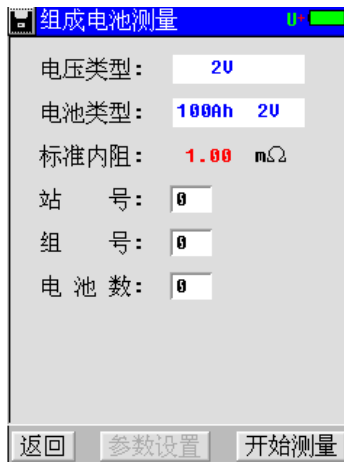 组成电池测量 U+
电压类型： 2V
电池类型： 100Ah 2V
标准内阻： 1.00 mΩ
站 号： 0
组 号： 0
电 池 数： 0
返回 参数设置 开始测量